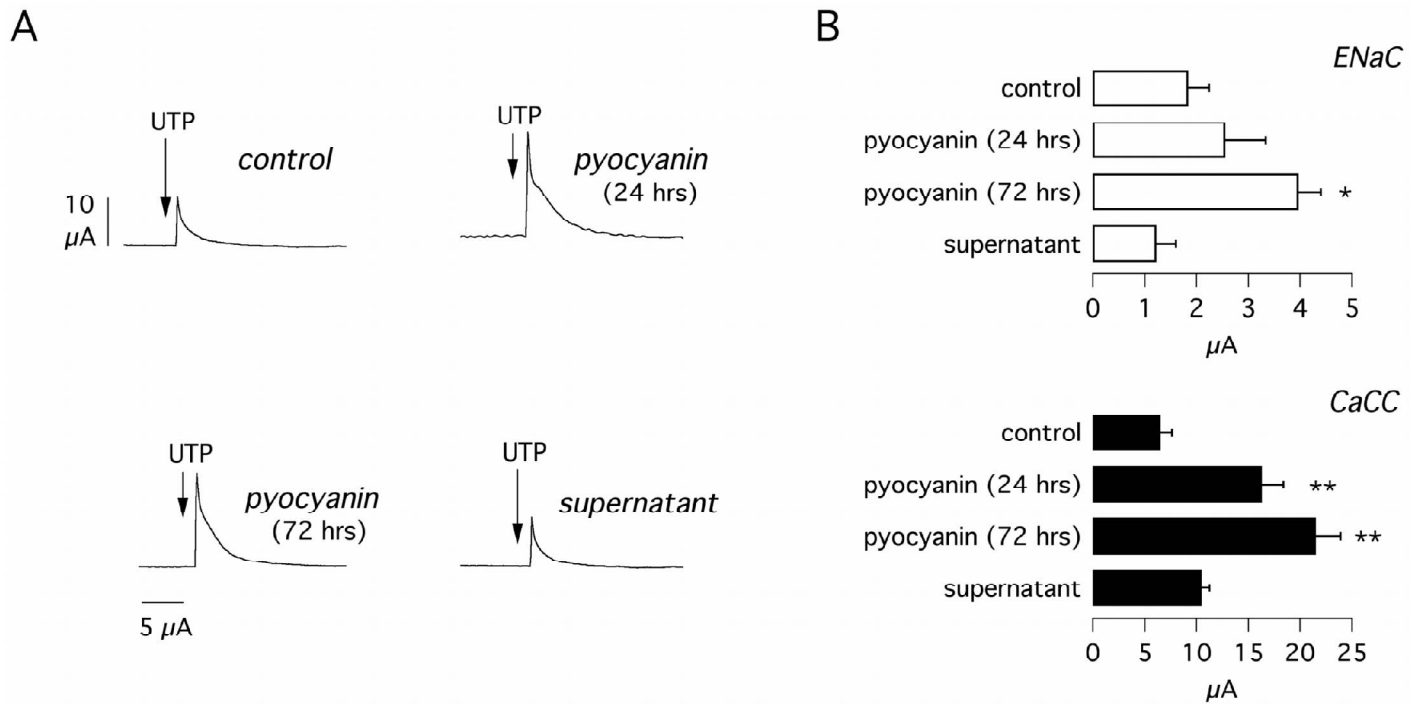 A
UTP
control
10
µA
UTP
pyocyanin
(24 hrs)
UTP
pyocyanin
(72 hrs)
5 µA
UTP
supernatant
B
ENaC
control
pyocyanin (24 hrs)
pyocyanin (72 hrs)
*
supernatant
0 1 2 3 4 5
µA
CaCC
control
pyocyanin (24 hrs)
**
pyocyanin (72 hrs)
**
supernatant
0 5 10 15 20 25
µA